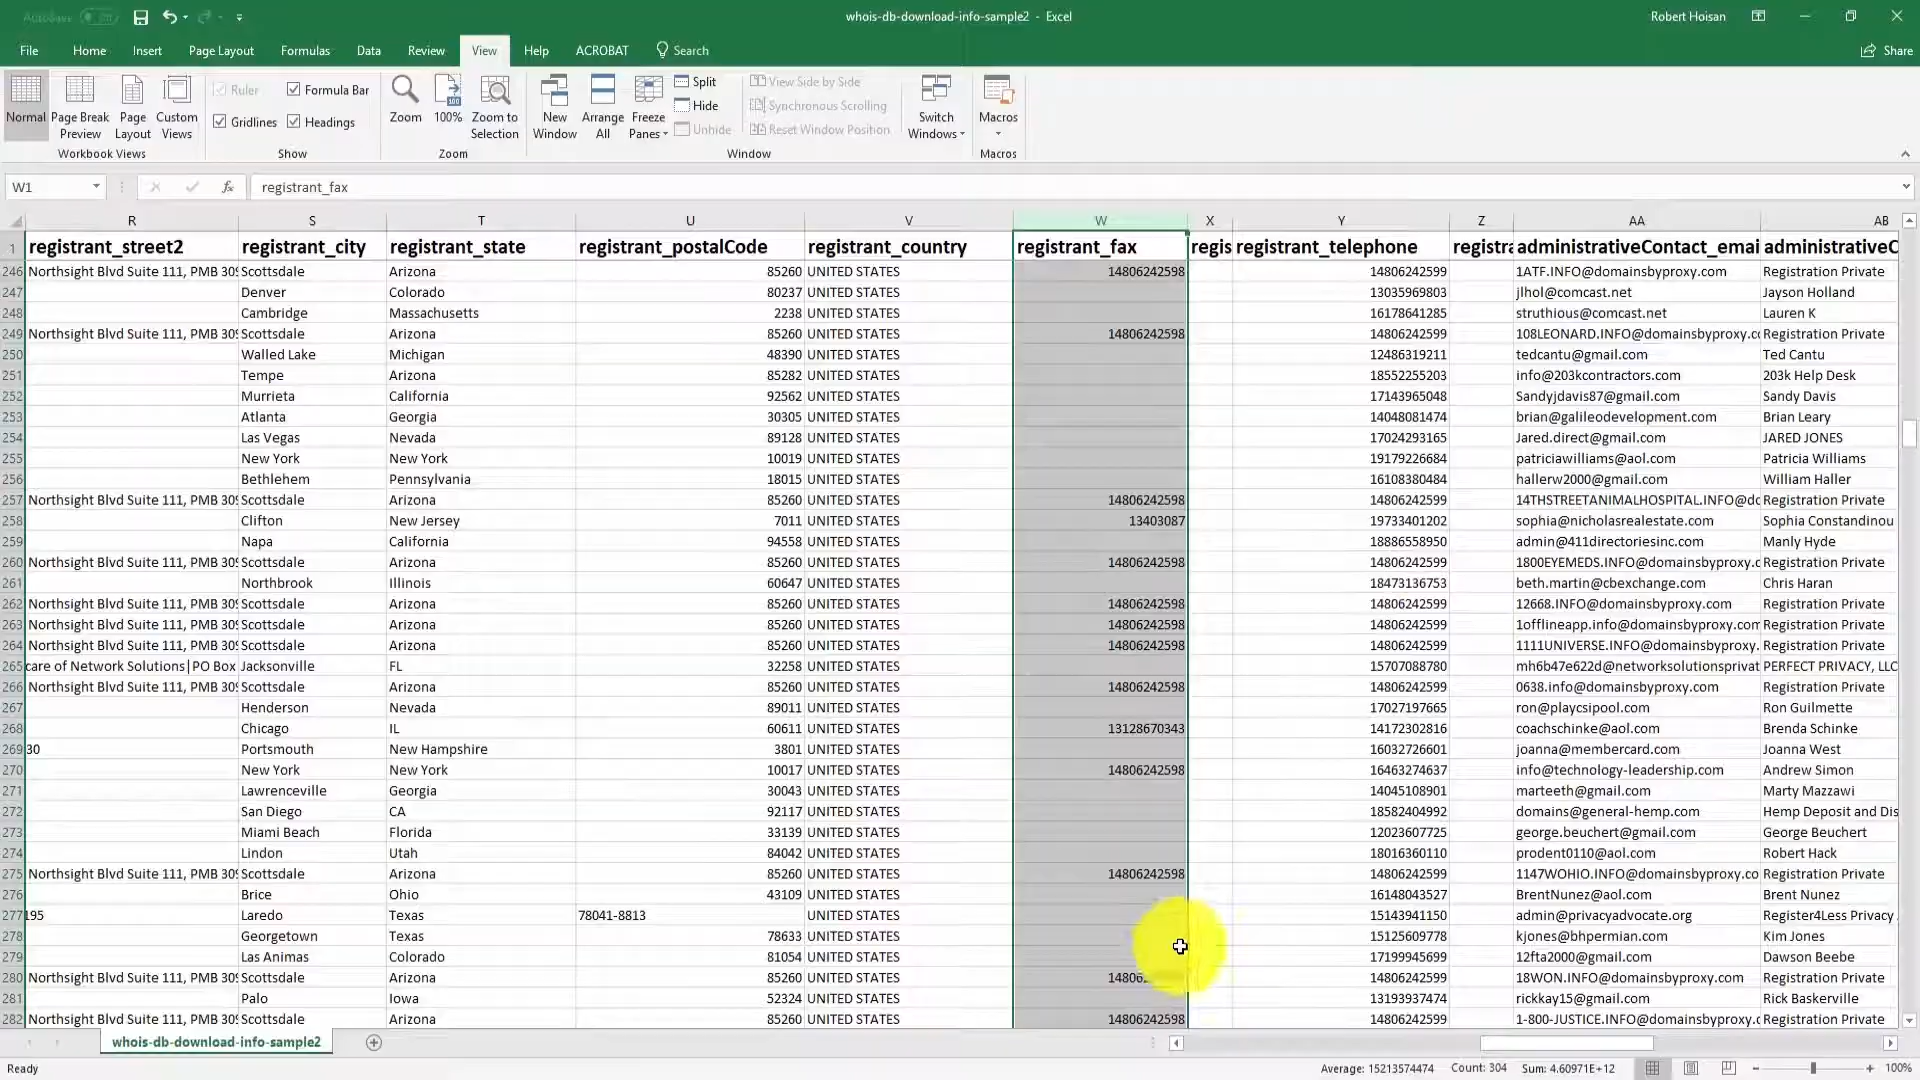 AutoSave Off whois-db-download-info-sample2 - Excel Robert Hoisan
File Home Insert Page Layout Formulas Data Review View Help ACROBAT Search Share
Normal Page Break Preview Page Layout Custom Views
Workbook Views
Ruler Formula Bar
Gridlines Headings
Show
Zoom 100% Zoom to Selection
Zoom
New Window Arrange All Freeze Panes Split Hide Unhide
View Side by Side
Synchronous Scrolling
Reset Window Position
Switch Windows
Window
Macros
Macros
W1 fx registrant_fax
R S T U V W X Y Z AA AB
1 registrant_street2 registrant_city registrant_state registrant_postalCode registrant_country registrant_fax regis registrant_telephone registra administrativeContact_emai administrativeC
246 Northsight Blvd Suite 111, PMB 309 Scottsdale Arizona 85260 UNITED STATES 14806242598 14806242599 1ATF.INFO@domainsbyproxy.com Registration Private
247 Denver Colorado 80237 UNITED STATES 13035969803 jlhol@comcast.net Jayson Holland
248 Cambridge Massachusetts 2238 UNITED STATES 16178641285 struthious@comcast.net Lauren K
249 Northsight Blvd Suite 111, PMB 309 Scottsdale Arizona 85260 UNITED STATES 14806242598 14806242599 108LEONARD.INFO@domainsbyproxy.co Registration Private
250 Walled Lake Michigan 48390 UNITED STATES 12486319211 tedcantu@gmail.com Ted Cantu
251 Tempe Arizona 85282 UNITED STATES 18552255203 info@203kcontractors.com 203k Help Desk
252 Murrieta California 92562 UNITED STATES 17143965048 Sandyjdavis87@gmail.com Sandy Davis
253 Atlanta Georgia 30305 UNITED STATES 14048081474 brian@galileodevelopment.com Brian Leary
254 Las Vegas Nevada 89128 UNITED STATES 17024293165 Jared.direct@gmail.com JARED JONES
255 New York New York 10019 UNITED STATES 19179226684 patriciawilliams@aol.com Patricia Williams
256 Bethlehem Pennsylvania 18015 UNITED STATES 16108380484 hallerw2000@gmail.com William Haller
257 Northsight Blvd Suite 111, PMB 309 Scottsdale Arizona 85260 UNITED STATES 14806242598 14806242599 14THSTREETANIMALHOSPITAL.INFO@do Registration Private
258 Clifton New Jersey 7011 UNITED STATES 13403087 19733401202 sophia@nicholasrealestate.com Sophia Constandinou
259 Napa California 94558 UNITED STATES 18886558950 admin@411directoriesinc.com Manly Hyde
260 Northsight Blvd Suite 111, PMB 309 Scottsdale Arizona 85260 UNITED STATES 14806242598 14806242599 1800EYEMEDS.INFO@domainsbyproxy.c Registration Private
261 Northbrook Illinois 60647 UNITED STATES 18473136753 beth.martin@cbexchange.com Chris Haran
262 Northsight Blvd Suite 111, PMB 309 Scottsdale Arizona 85260 UNITED STATES 14806242598 14806242599 12668.INFO@domainsbyproxy.com Registration Private
263 Northsight Blvd Suite 111, PMB 309 Scottsdale Arizona 85260 UNITED STATES 14806242598 14806242599 1offlineapp.info@domainsbyproxy.com Registration Private
264 Northsight Blvd Suite 111, PMB 309 Scottsdale Arizona 85260 UNITED STATES 14806242598 14806242599 1111UNIVERSE.INFO@domainsbyproxy. Registration Private
265 care of Network Solutions|PO Box Jacksonville FL 32258 UNITED STATES 15707088780 mh6b47e622d@networksolutionsprivat PERFECT PRIVACY, LLC
266 Northsight Blvd Suite 111, PMB 309 Scottsdale Arizona 85260 UNITED STATES 14806242598 14806242599 0638.info@domainsbyproxy.com Registration Private
267 Henderson Nevada 89011 UNITED STATES 17027197665 ron@playcsipool.com Ron Guilmette
268 Chicago IL 60611 UNITED STATES 13128670343 14172302816 coachschinke@aol.com Brenda Schinke
269 30 Portsmouth New Hampshire 3801 UNITED STATES 16032726601 joanna@membercard.com Joanna West
270 New York New York 10017 UNITED STATES 14806242598 16463274637 info@technology-leadership.com Andrew Simon
271 Lawrenceville Georgia 30043 UNITED STATES 14045108901 marteeth@gmail.com Marty Mazzawi
272 San Diego CA 92117 UNITED STATES 18582404992 domains@general-hemp.com Hemp Deposit and Dis
273 Miami Beach Florida 33139 UNITED STATES 12023607725 george.beuchert@gmail.com George Beuchert
274 Lindon Utah 84042 UNITED STATES 18016360110 prodent0110@aol.com Robert Hack
275 Northsight Blvd Suite 111, PMB 309 Scottsdale Arizona 85260 UNITED STATES 14806242598 14806242599 1147WOHIO.INFO@domainsbyproxy.co Registration Private
276 Brice Ohio 43109 UNITED STATES 16148043527 BrentNunez@aol.com Brent Nunez
277 195 Laredo Texas 78041-8813 UNITED STATES 15143941150 admin@privacyadvocate.org Register4Less Privacy
278 Georgetown Texas 78633 UNITED STATES 15125609778 kjones@bhpermian.com Kim Jones
279 Las Animas Colorado 81054 UNITED STATES 17199945699 12fta2000@gmail.com Dawson Beebe
280 Northsight Blvd Suite 111, PMB 309 Scottsdale Arizona 85260 UNITED STATES 14806 14806242599 18WON.INFO@domainsbyproxy.com Registration Private
281 Palo Iowa 52324 UNITED STATES 13193937474 rickkay15@gmail.com Rick Baskerville
282 Northsight Blvd Suite 111, PMB 309 Scottsdale Arizona 85260 UNITED STATES 14806242598 14806242599 1-800-JUSTICE.INFO@domainsbyproxy.c Registration Private
whois-db-download-info-sample2
Ready Average: 15213574474 Count: 304 Sum: 4.60971E+12 100%